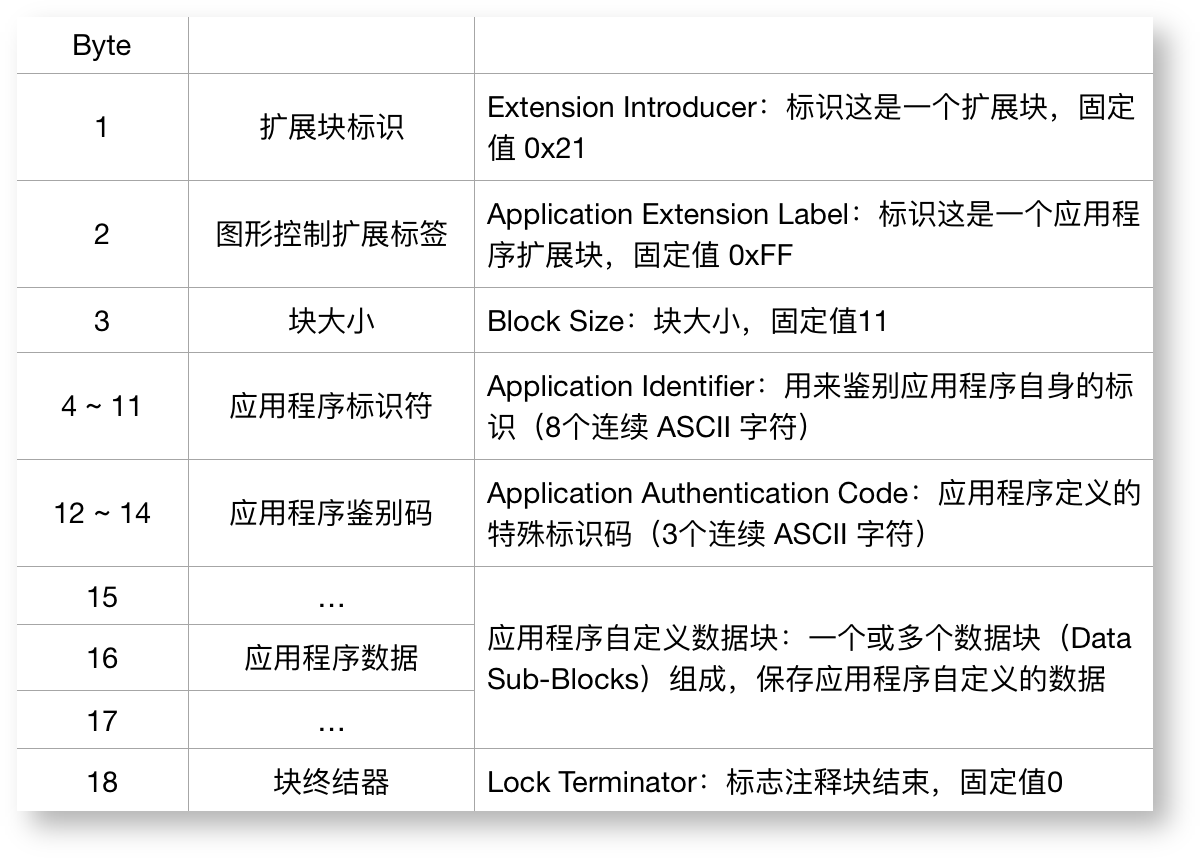 Byte
1
扩展块标识
Extension Introducer：标识这是一个扩展块，固定
值 0x21
2
图形控制扩展标签
Application Extension Label：标识这是一个应用程
序扩展块，固定值 0xFF
3
块大小
Block Size：块大小，固定值11
4 ~ 11
应用程序标识符
Application Identifier：用来鉴别应用程序自身的标
识（8个连续 ASCII 字符）
12 ~ 14
应用程序鉴别码
Application Authentication Code：应用程序定义的
特殊标识码（3个连续 ASCII 字符）
15
...
16
应用程序数据
应用程序自定义数据块：一个或多个数据块（Data
Sub-Blocks）组成，保存应用程序自定义的数据
17
...
18
块终结器
Lock Terminator：标志注释块结束，固定值0